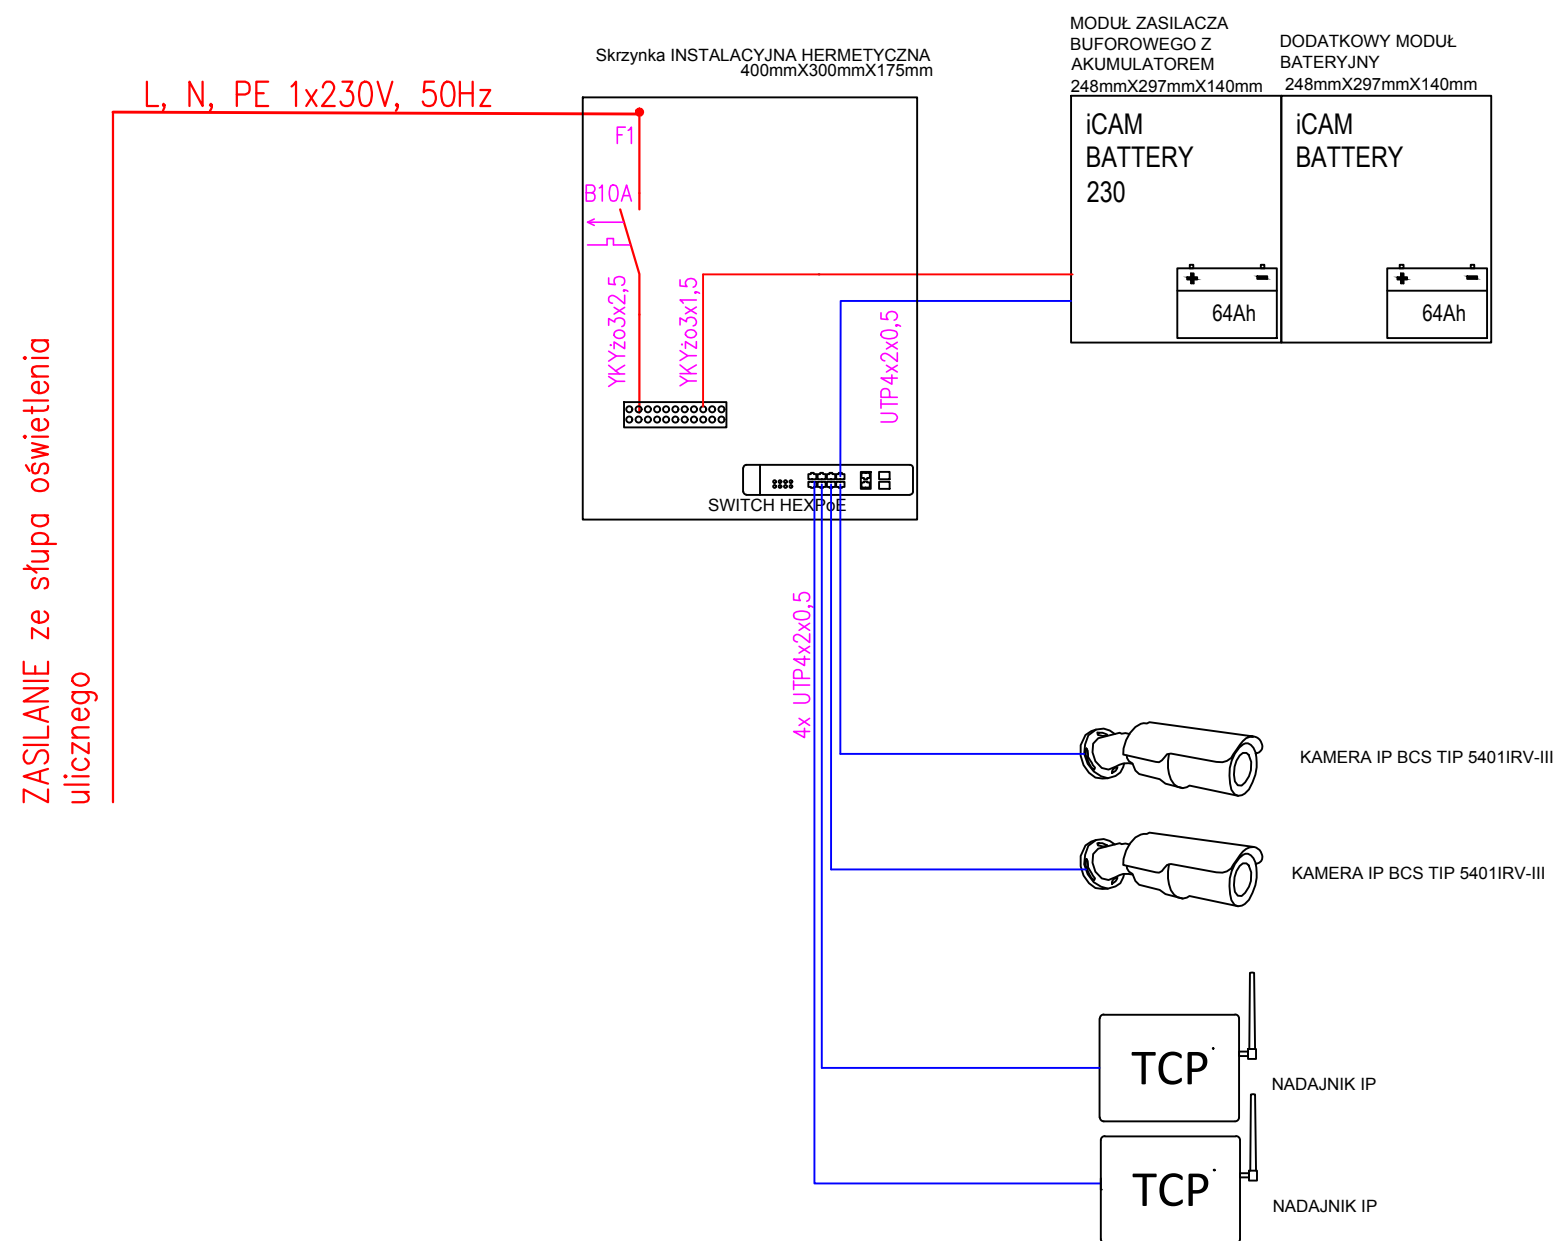 Skrzynka INSTALACYJNA HERMETYCZNA
400mmX300mmX175mm
MODUŁ ZASILACZA
BUFOROWEGO Z
AKUMULATOREM
248mmX297mmX140mm
DODATKOWY MODUŁ
BATERYJNY
248mmX297mmX140mm
L, N, PE 1x230V, 50Hz
F1
B10A
YKYżo3x2,5
YKYżo3x1,5
UTP4x2x0,5
iCAM
BATTERY
230
+ -
64Ah
iCAM
BATTERY
+ -
64Ah
ZASILANIE ze słupa oświetlenia
ulicznego
SWITCH HEXPoE
4x UTP4x2x0,5
KAMERA IP BCS TIP 5401IRV-III
KAMERA IP BCS TIP 5401IRV-III
TCP
NADAJNIK IP
TCP
NADAJNIK IP